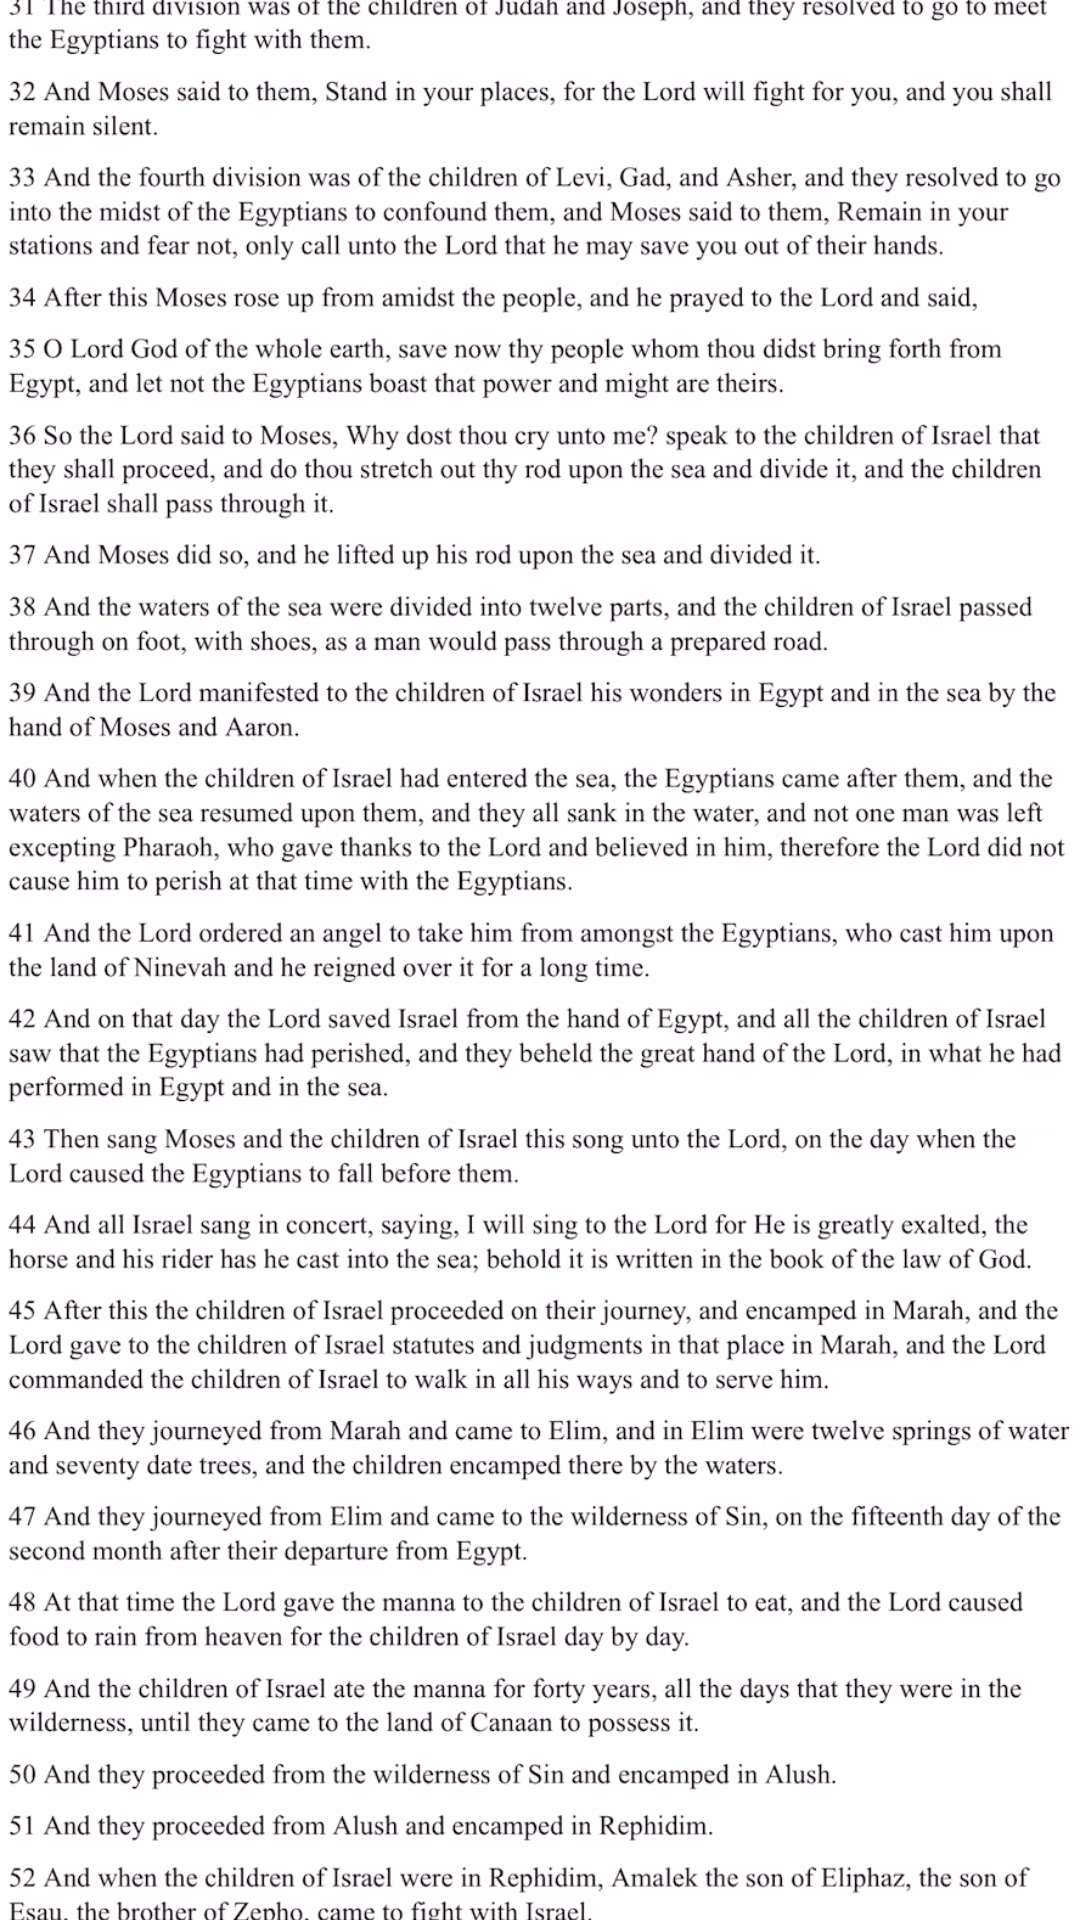 31 The third division was of the children of Judah and Joseph, and they resolved to go to meet
the Egyptians to fight with them.
32 And Moses said to them, Stand in your places, for the Lord will fight for you, and you shall
remain silent.
33 And the fourth division was of the children of Levi, Gad, and Asher, and they resolved to go
into the midst of the Egyptians to confound them, and Moses said to them, Remain in your
stations and fear not, only call unto the Lord that he may save you out of their hands.
34 After this Moses rose up from amidst the people, and he prayed to the Lord and said,
35 O Lord God of the whole earth, save now thy people whom thou didst bring forth from
Egypt, and let not the Egyptians boast that power and might are theirs.
36 So the Lord said to Moses, Why dost thou cry unto me? speak to the children of Israel that
they shall proceed, and do thou stretch out thy rod upon the sea and divide it, and the children
of Israel shall pass through it.
37 And Moses did so, and he lifted up his rod upon the sea and divided it.
38 And the waters of the sea were divided into twelve parts, and the children of Israel passed
through on foot, with shoes, as a man would pass through a prepared road.
39 And the Lord manifested to the children of Israel his wonders in Egypt and in the sea by the
hand of Moses and Aaron.
40 And when the children of Israel had entered the sea, the Egyptians came after them, and the
waters of the sea resumed upon them, and they all sank in the water, and not one man was left
excepting Pharaoh, who gave thanks to the Lord and believed in him, therefore the Lord did not
cause him to perish at that time with the Egyptians.
41 And the Lord ordered an angel to take him from amongst the Egyptians, who cast him upon
the land of Ninevah and he reigned over it for a long time.
42 And on that day the Lord saved Israel from the hand of Egypt, and all the children of Israel
saw that the Egyptians had perished, and they beheld the great hand of the Lord, in what he had
performed in Egypt and in the sea.
43 Then sang Moses and the children of Israel this song unto the Lord, on the day when the
Lord caused the Egyptians to fall before them.
44 And all Israel sang in concert, saying, I will sing to the Lord for He is greatly exalted, the
horse and his rider has he cast into the sea; behold it is written in the book of the law of God.
45 After this the children of Israel proceeded on their journey, and encamped in Marah, and the
Lord gave to the children of Israel statutes and judgments in that place in Marah, and the Lord
commanded the children of Israel to walk in all his ways and to serve him.
46 And they journeyed from Marah and came to Elim, and in Elim were twelve springs of water
and seventy date trees, and the children encamped there by the waters.
47 And they journeyed from Elim and came to the wilderness of Sin, on the fifteenth day of the
second month after their departure from Egypt.
48 At that time the Lord gave the manna to the children of Israel to eat, and the Lord caused
food to rain from heaven for the children of Israel day by day.
49 And the children of Israel ate the manna for forty years, all the days that they were in the
wilderness, until they came to the land of Canaan to possess it.
50 And they proceeded from the wilderness of Sin and encamped in Alush.
51 And they proceeded from Alush and encamped in Rephidim.
52 And when the children of Israel were in Rephidim, Amalek the son of Eliphaz, the son of
Esau, the brother of Zepho, came to fight with Israel.